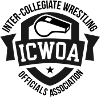 INTER-COLLEGIATE WRESTLING
ICWOA
OFFICIALS ASSOCIATION